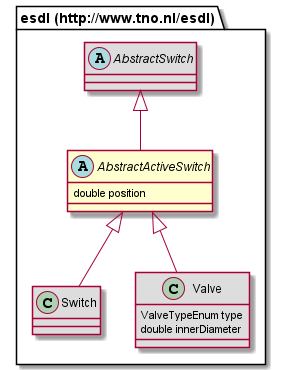 esdl (http://www.tno.nl/esdl)
A AbstractSwitch
A AbstractActiveSwitch
double position
C Switch
C Valve
ValveTypeEnum type
double innerDiameter